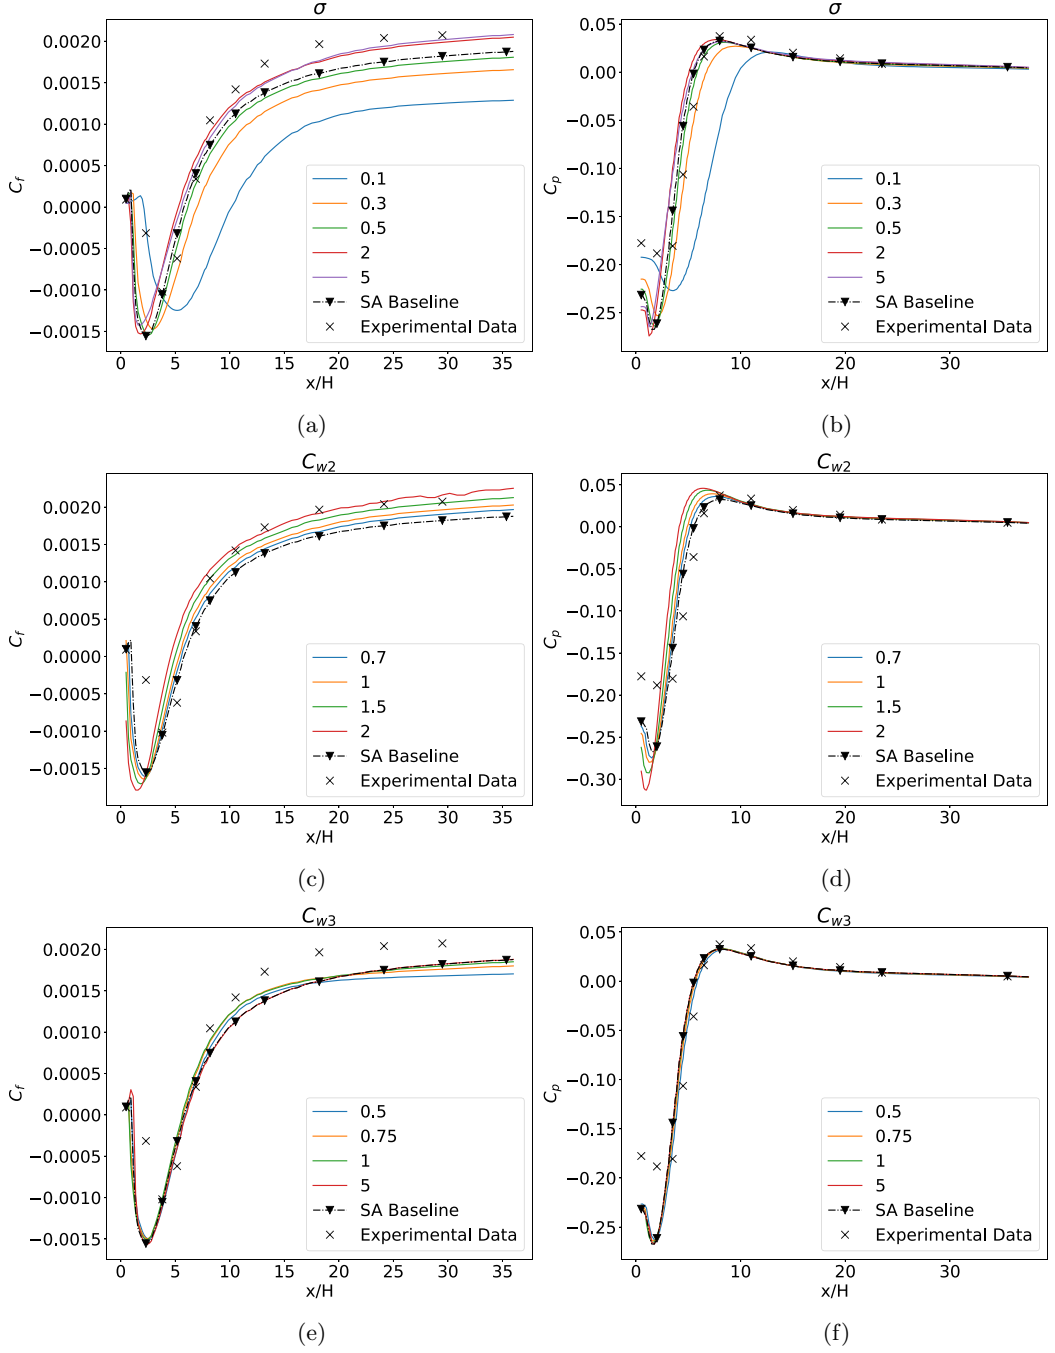 σ
0.0020
0.0015
0.0010
0.0005
0.0000
−0.0005
−0.0010
−0.0015
C_f
0 5 10 15 20 25 30 35
x/H
0.1
0.3
0.5
2
5
SA Baseline
Experimental Data
(a)
σ
0.05
0.00
−0.05
−0.10
−0.15
−0.20
−0.25
C_p
0 10 20 30
x/H
0.1
0.3
0.5
2
5
SA Baseline
Experimental Data
(b)
C_{w2}
0.0020
0.0015
0.0010
0.0005
0.0000
−0.0005
−0.0010
−0.0015
C_f
0 5 10 15 20 25 30 35
x/H
0.7
1
1.5
2
SA Baseline
Experimental Data
(c)
C_{w2}
0.05
0.00
−0.05
−0.10
−0.15
−0.20
−0.25
−0.30
C_p
0 10 20 30
x/H
0.7
1
1.5
2
SA Baseline
Experimental Data
(d)
C_{w3}
0.0020
0.0015
0.0010
0.0005
0.0000
−0.0005
−0.0010
−0.0015
C_f
0 5 10 15 20 25 30 35
x/H
0.5
0.75
1
5
SA Baseline
Experimental Data
(e)
C_{w3}
0.05
0.00
−0.05
−0.10
−0.15
−0.20
−0.25
C_p
0 10 20 30
x/H
0.5
0.75
1
5
SA Baseline
Experimental Data
(f)